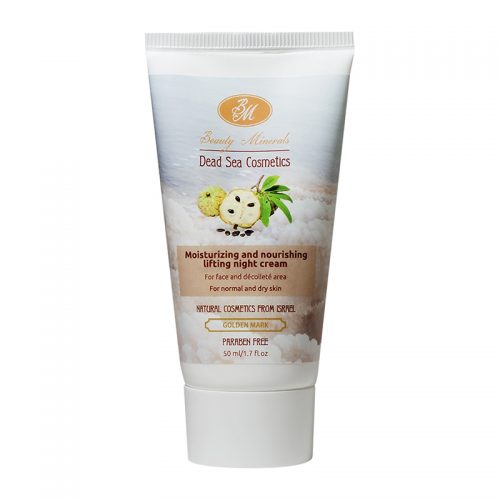 BM
Beauty Minerals
Dead Sea Cosmetics
Moisturizing and nourishing
lifting night cream
For face and décolleté area
For normal and dry skin
NATURAL COSMETICS FROM ISRAEL
GOLDEN MARK
PARABEN FREE
50 ml/1.7 fl.oz